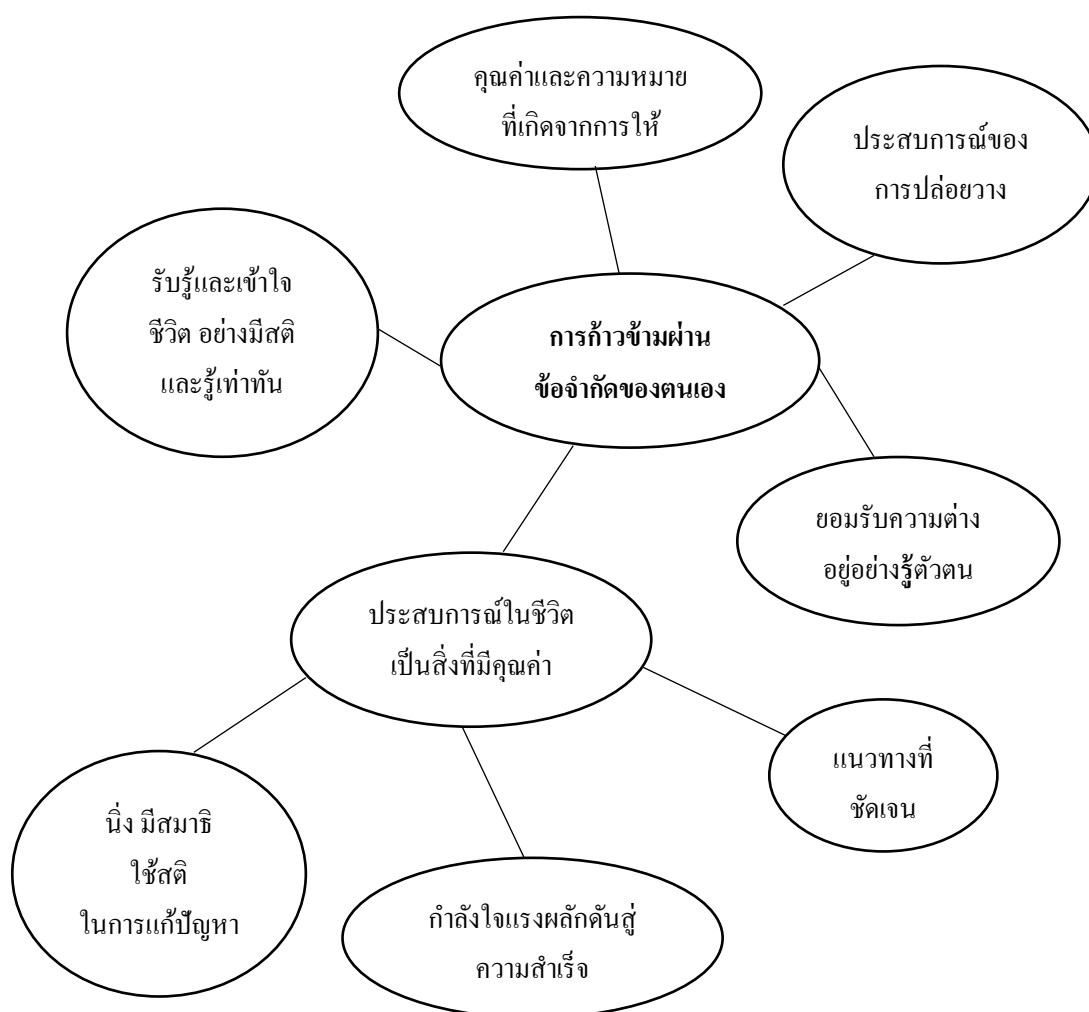 คุณค่าและความหมาย
ที่เกิดจากการให้
ประสบการณ์ของ
การปล่อยวาง
รับรู้และเข้าใจ
ชีวิต อย่างมีสติ
และรู้เท่าทัน
การก้าวข้ามผ่าน
ข้อจำกัดของตนเอง
ยอมรับความต่าง
อยู่อย่างรู้ตัวตน
ประสบการณ์ในชีวิต
เป็นสิ่งที่มีคุณค่า
แนวทางที่
ชัดเจน
นิ่ง มีสมาธิ
ใช้สติ
ในการแก้ปัญหา
กำลังใจแรงผลักดันสู่
ความสำเร็จ